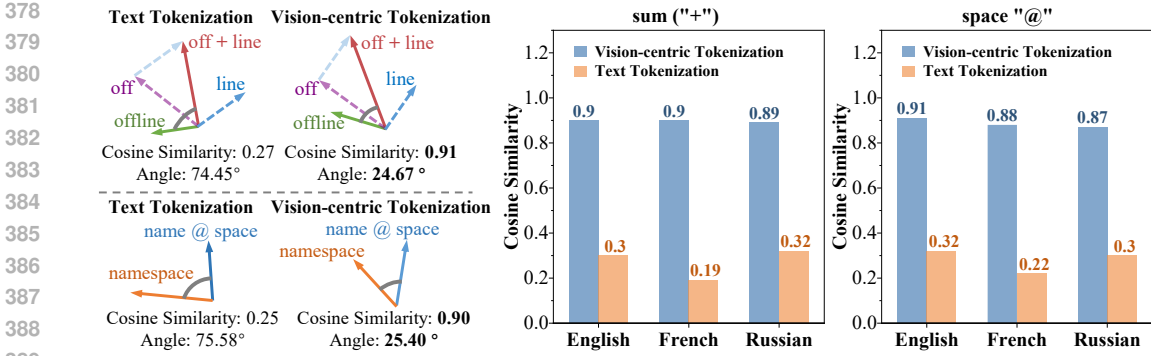 378
379
380
381
382
383
384
385
386
387
388
Text Tokenization
off + line
off
line
offline
Cosine Similarity: 0.27
Angle: 74.45°
Vision-centric Tokenization
off + line
off
line
offline
Cosine Similarity: 0.91
Angle: 24.67 °
Text Tokenization
name @ space
namespace
Cosine Similarity: 0.25
Angle: 75.58°
Vision-centric Tokenization
name @ space
namespace
Cosine Similarity: 0.90
Angle: 25.40 °
sum ("+")
Vision-centric Tokenization
Text Tokenization
Cosine Similarity
1.2
1.0
0.8
0.6
0.4
0.2
0.0
0.9
0.3
0.9
0.19
0.89
0.32
English French Russian
space "@"
Vision-centric Tokenization
Text Tokenization
Cosine Similarity
1.2
1.0
0.8
0.6
0.4
0.2
0.0
0.91
0.32
0.88
0.22
0.87
0.3
English French Russian